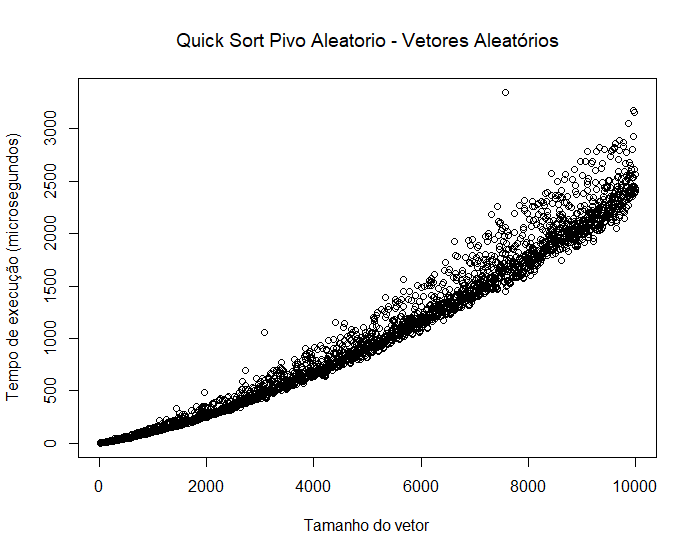 Quick Sort Pivo Aleatorio - Vetores Aleatórios
Tempo de execução (microsegundos)
3000
2500
2000
1500
1000
500
0
0 2000 4000 6000 8000 10000
Tamanho do vetor